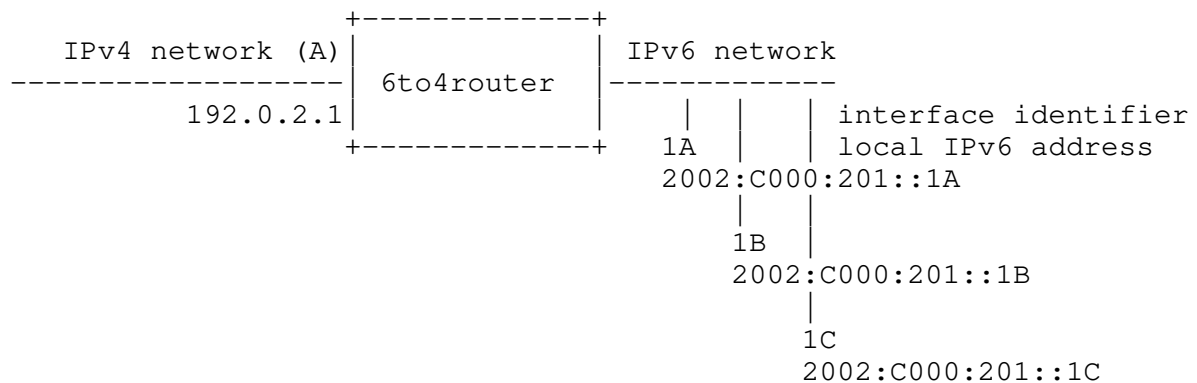 IPv4 network (A) IPv6 network
6to4router
192.0.2.1 interface identifier
1A local IPv6 address
2002:C000:201::1A
1B
2002:C000:201::1B
1C
2002:C000:201::1C